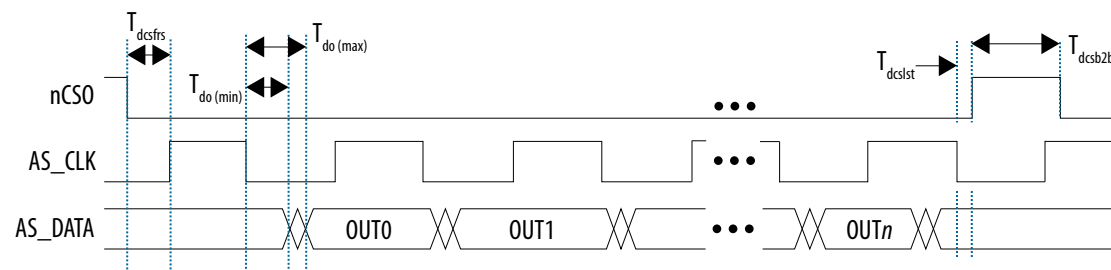 Tdcsfrs
Tdo (max)
Tdo (min)
Tdcslst
Tdcsb2b
nCSO
•••
AS_CLK
•••
AS_DATA
OUT0
OUT1
•••
OUTn